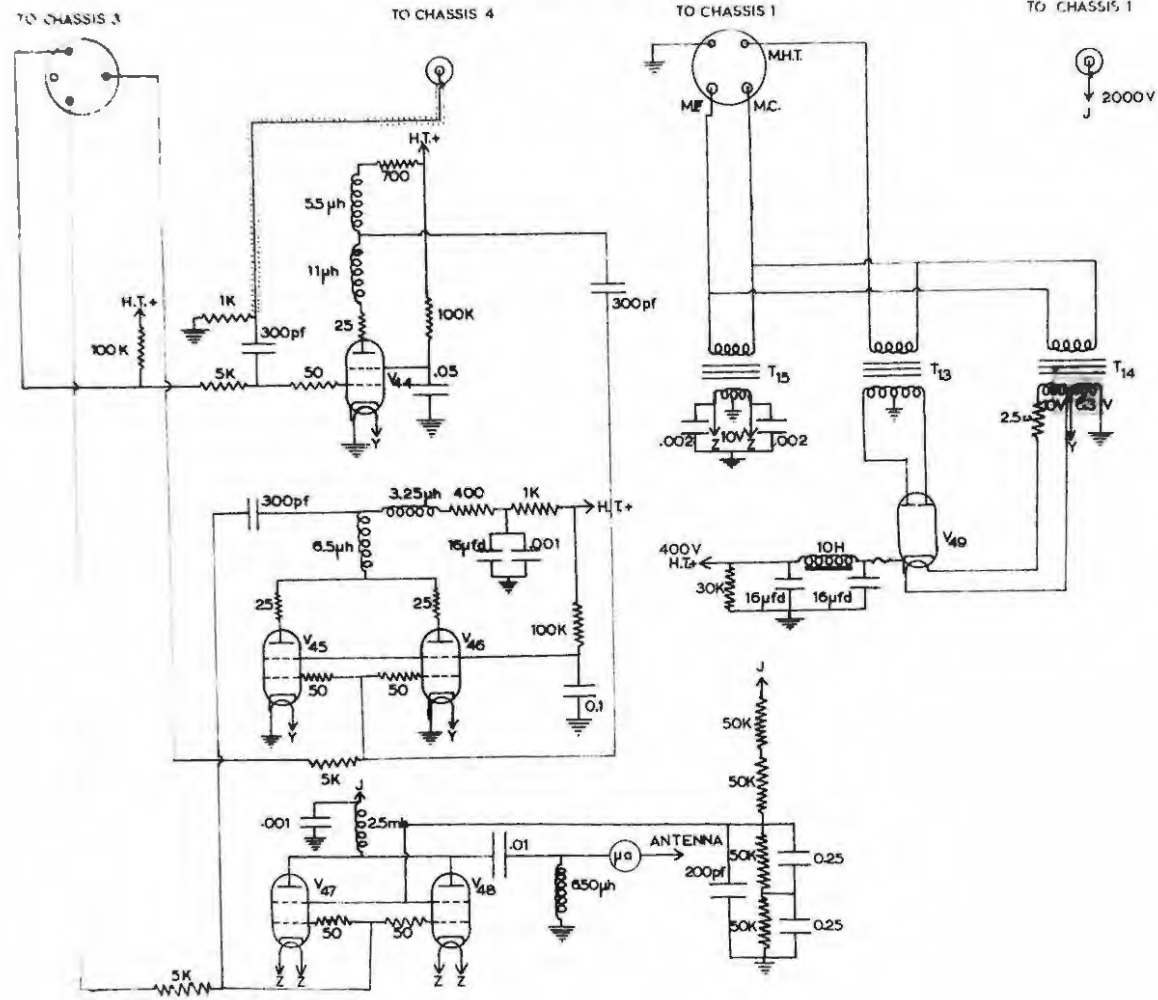 TO CHASSIS 3
TO CHASSIS 4
TO CHASSIS 1
TO CHASSIS 1
M.H.T.
M.C.
J
2000V
H.T.+
700
5.5µh
11µh
300pf
H.T.+
1K
100K
300pf
25
100K
5K
50
V44
.05
Y
T15
T13
T14
.002
Z
10V
Z
.002
10V
6.3 V
2.5
Y
300pf
3.25µh
400
1K
H.T.+
6.5µh
16µfd
.001
V49
400V
H.T.+
10H
30K
16µfd
16µfd
25
25
100K
V45
V46
50
50
0.1
Y
Y
J
5K
50K
J
50K
.001
2.5mh
.01
µa
ANTENNA
200pf
50K
0.25
650µh
V47
V48
50
50
50K
0.25
5K
Z
Z
Z
Z